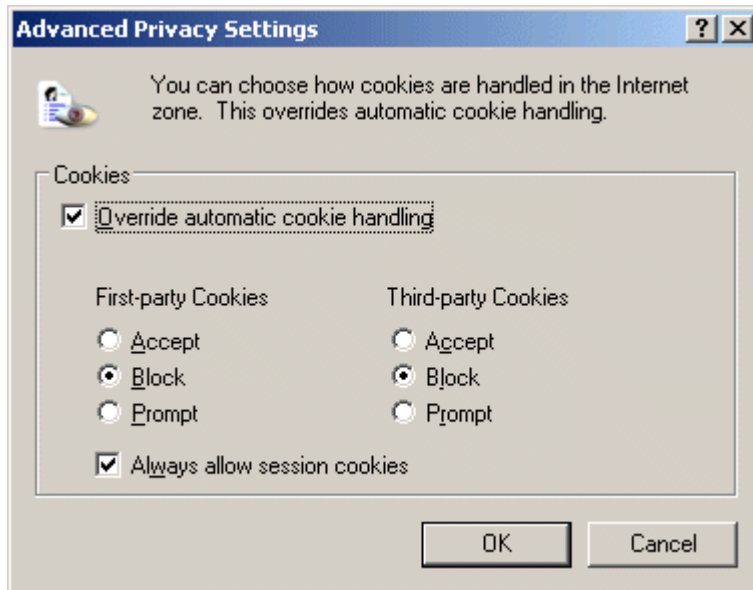 Advanced Privacy Settings
You can choose how cookies are handled in the Internet
zone. This overrides automatic cookie handling.
Cookies
Override automatic cookie handling
First-party Cookies Third-party Cookies
Accept Accept
Block Block
Prompt Prompt
Always allow session cookies
OK Cancel